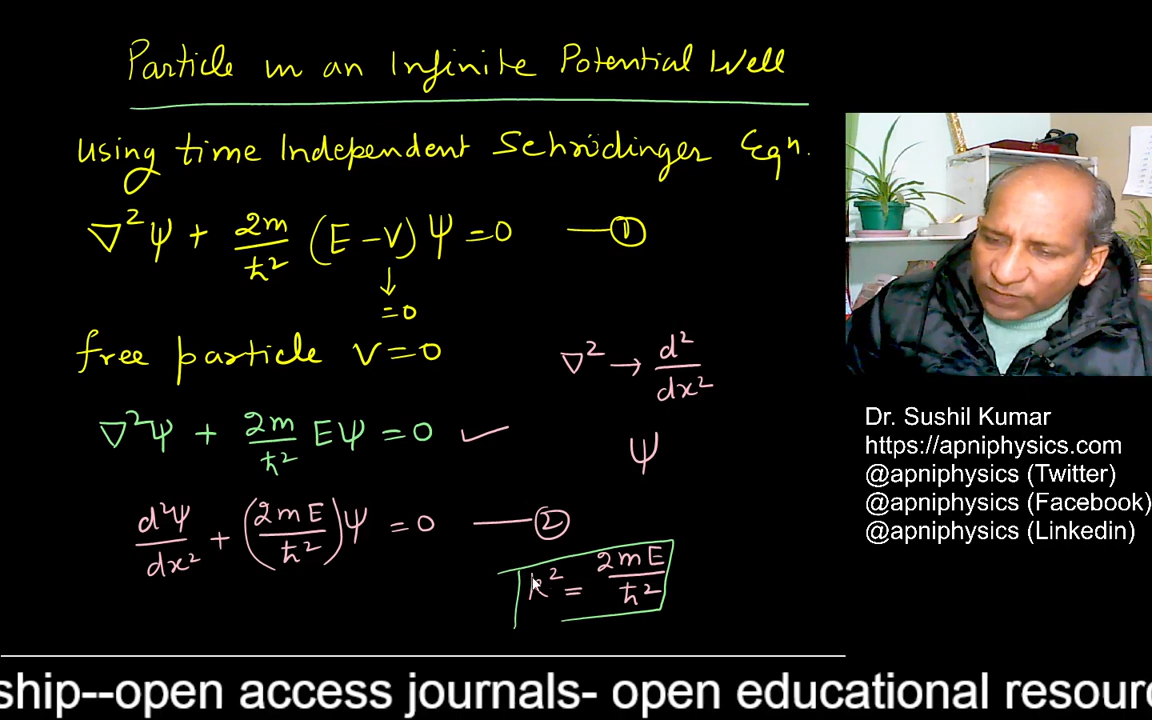 Particle in an Infinite Potential Well
using time Independent Schrödinger Eqⁿ.
∇²ψ + 2m/ħ² (E - V) ψ = 0 —①
↓
= 0
free particle V = 0
∇² → d²/dx²
∇²ψ + 2m/ħ² Eψ = 0 ✓
ψ
d²ψ/dx² + (2mE/ħ²) ψ = 0 —②
k² = 2mE/ħ²
Dr. Sushil Kumar
https://apniphysics.com
@apniphysics (Twitter)
@apniphysics (Facebook)
@apniphysics (Linkedin)
ship--open access journals- open educational resourc